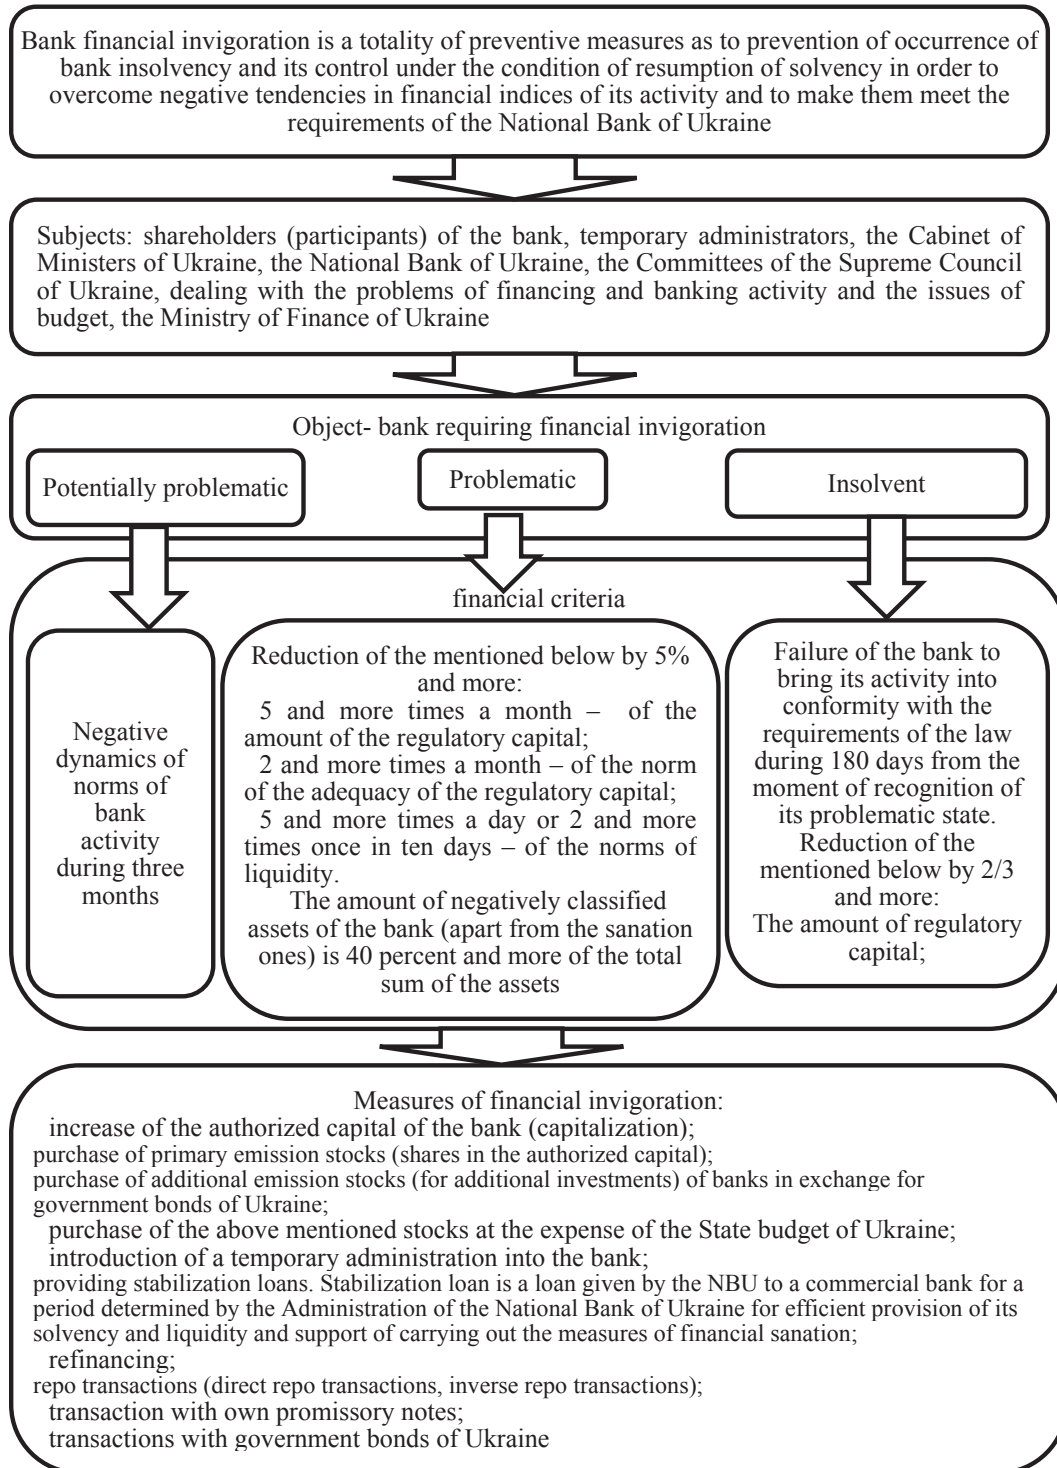 Bank financial invigoration is a totality of preventive measures as to prevention of occurrence of
bank insolvency and its control under the condition of resumption of solvency in order to
overcome negative tendencies in financial indices of its activity and to make them meet the
requirements of the National Bank of Ukraine
Subjects: shareholders (participants) of the bank, temporary administrators, the Cabinet of
Ministers of Ukraine, the National Bank of Ukraine, the Committees of the Supreme Council
of Ukraine, dealing with the problems of financing and banking activity and the issues of
budget, the Ministry of Finance of Ukraine
Object- bank requiring financial invigoration
Potentially problematic
Problematic
Insolvent
financial criteria
Negative
dynamics of
norms of
bank
activity
during three
months
Reduction of the mentioned below by 5%
and more:
5 and more times a month – of the
amount of the regulatory capital;
2 and more times a month – of the norm
of the adequacy of the regulatory capital;
5 and more times a day or 2 and more
times once in ten days – of the norms of
liquidity.
The amount of negatively classified
assets of the bank (apart from the sanation
ones) is 40 percent and more of the total
sum of the assets
Failure of the bank to
bring its activity into
conformity with the
requirements of the law
during 180 days from the
moment of recognition of
its problematic state.
Reduction of the
mentioned below by 2/3
and more:
The amount of regulatory
capital;
Measures of financial invigoration:
increase of the authorized capital of the bank (capitalization);
purchase of primary emission stocks (shares in the authorized capital);
purchase of additional emission stocks (for additional investments) of banks in exchange for
government bonds of Ukraine;
purchase of the above mentioned stocks at the expense of the State budget of Ukraine;
introduction of a temporary administration into the bank;
providing stabilization loans. Stabilization loan is a loan given by the NBU to a commercial bank for a
period determined by the Administration of the National Bank of Ukraine for efficient provision of its
solvency and liquidity and support of carrying out the measures of financial sanation;
refinancing;
repo transactions (direct repo transactions, inverse repo transactions);
transaction with own promissory notes;
transactions with government bonds of Ukraine